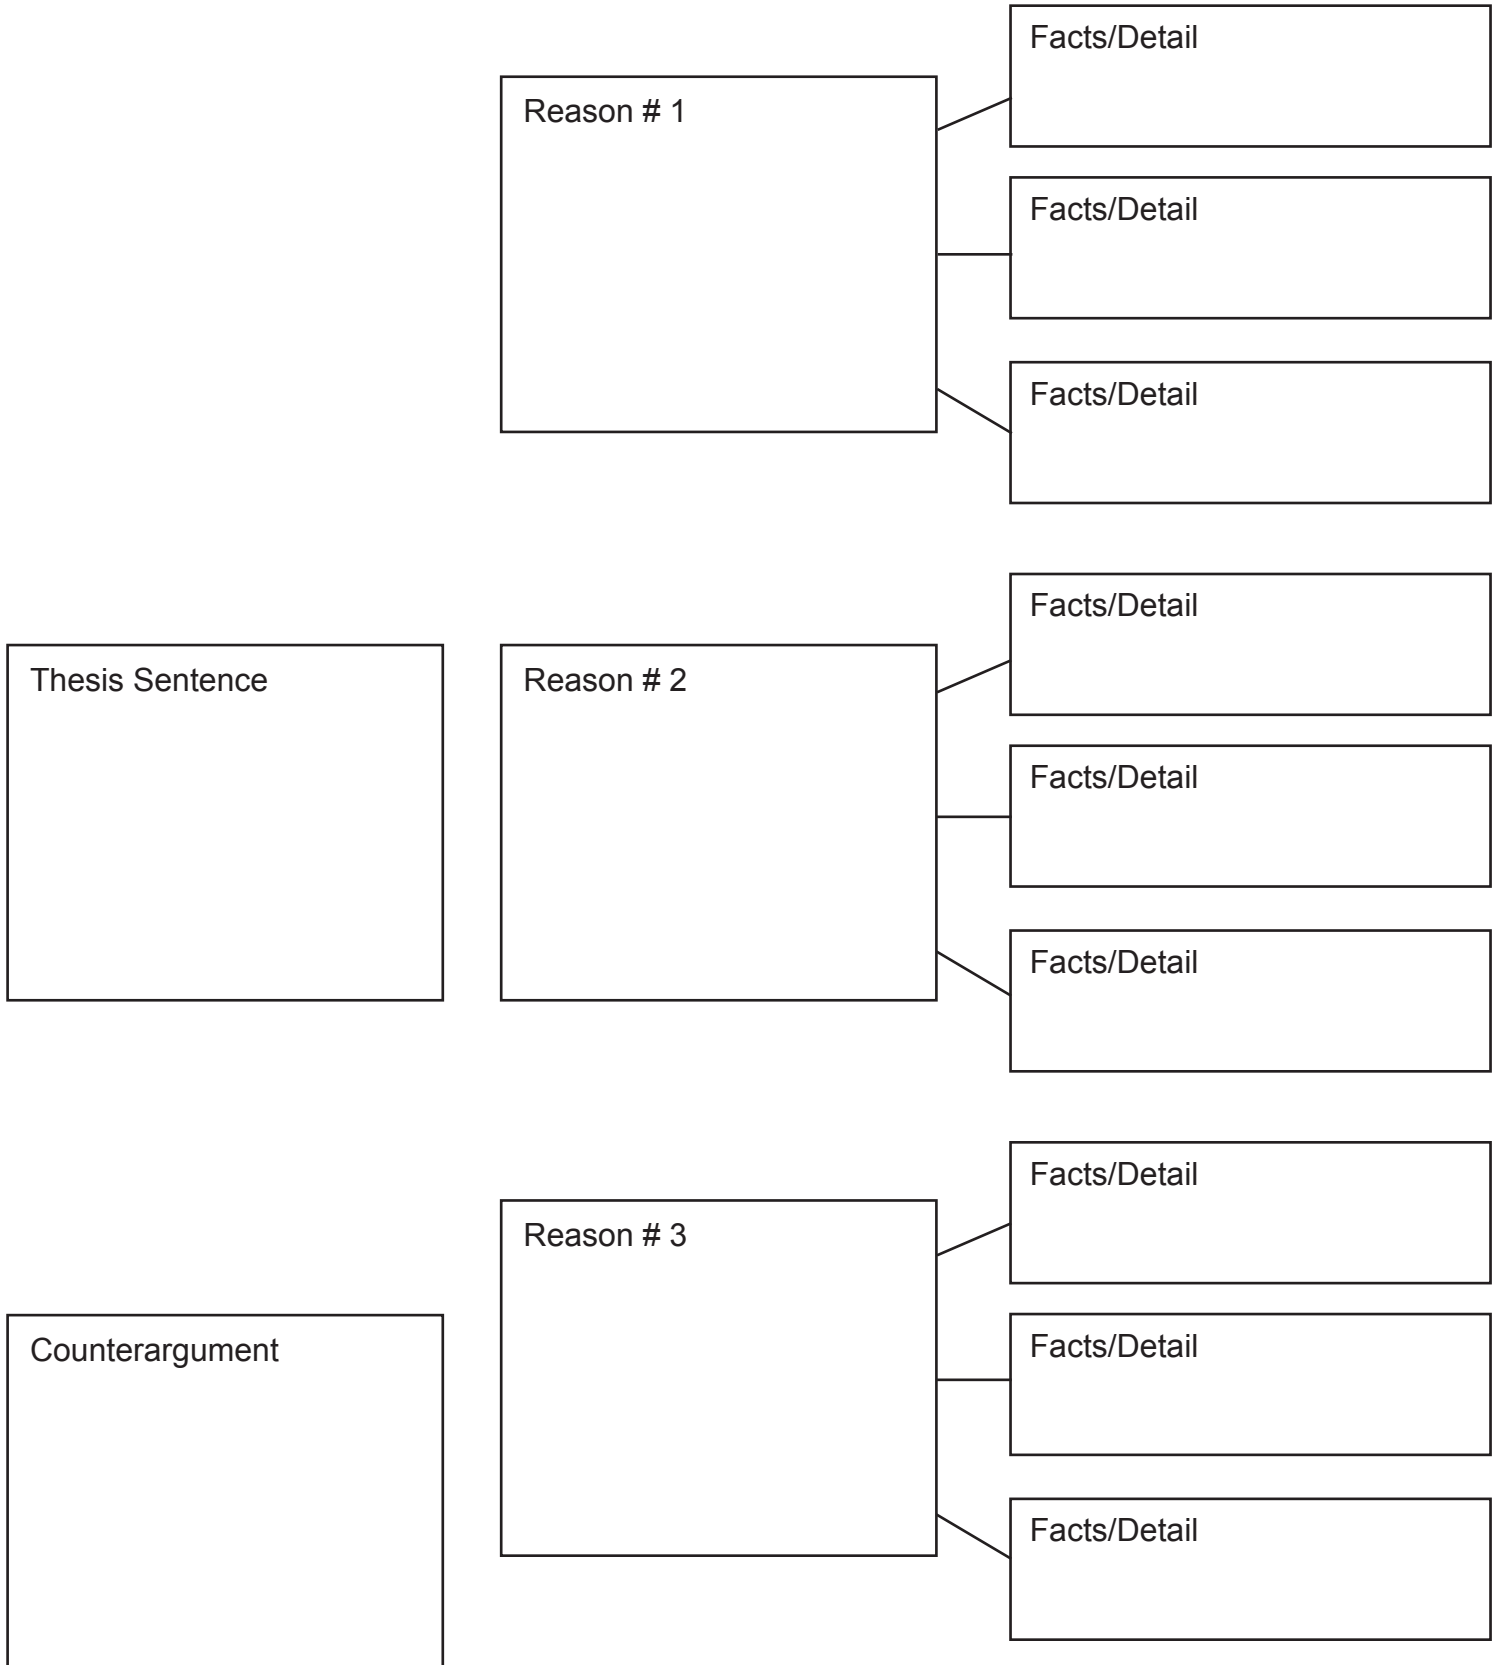 Facts/Detail
Reason # 1
Facts/Detail
Facts/Detail
Facts/Detail
Thesis Sentence
Reason # 2
Facts/Detail
Facts/Detail
Facts/Detail
Reason # 3
Counterargument
Facts/Detail
Facts/Detail